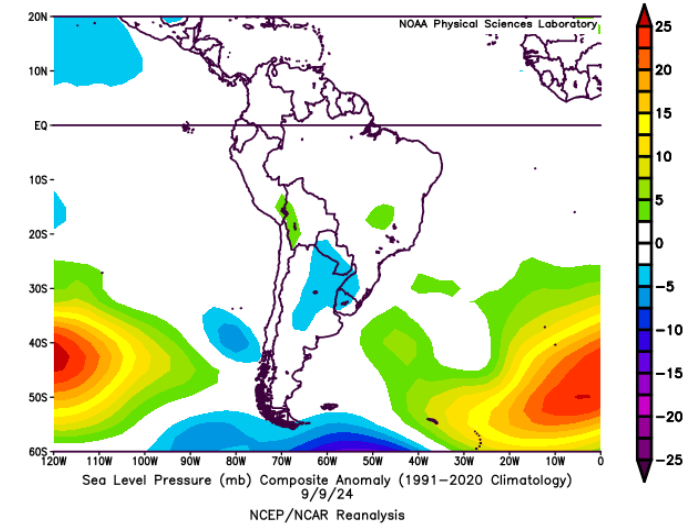 NOAA Physical Sciences Laboratory
20N
10N
EQ
10S
20S
30S
40S
50S
60S
120W 110W 100W 90W 80W 70W 60W 50W 40W 30W 20W 10W 0
25
20
15
10
5
0
-5
-10
-15
-20
-25
Sea Level Pressure (mb) Composite Anomaly (1991-2020 Climatology)
9/9/24
NCEP/NCAR Reanalysis